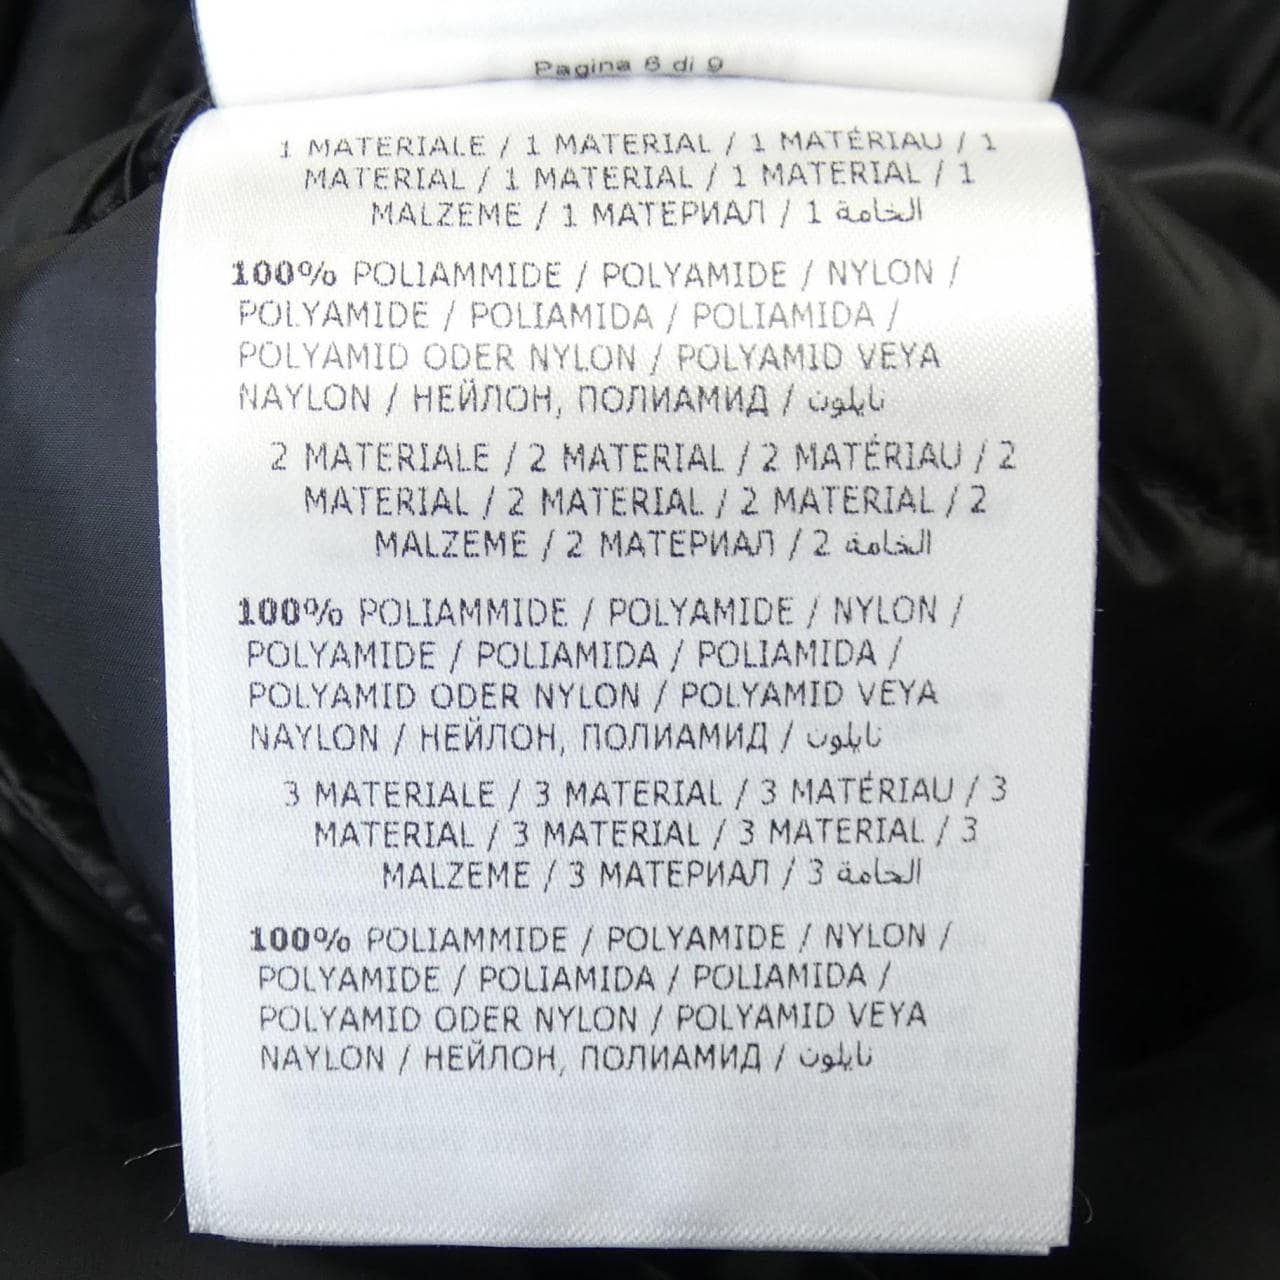 Pagina 6 di 9
1 MATERIALE / 1 MATERIAL / 1 MATÉRIAU / 1
MATERIAL / 1 MATERIAL / 1 MATERIAL / 1
MALZEME / 1 МАТЕРИАЛ / 1 الخامة
100% POLIAMMIDE / POLYAMIDE / NYLON /
POLYAMIDE / POLIAMIDA / POLIAMIDA /
POLYAMID ODER NYLON / POLYAMID VEYA
NAYLON / НЕЙЛОН, ПОЛИАМИД / نايلون
2 MATERIALE / 2 MATERIAL / 2 MATÉRIAU / 2
MATERIAL / 2 MATERIAL / 2 MATERIAL / 2
MALZEME / 2 МАТЕРИАЛ / 2 الخامة
100% POLIAMMIDE / POLYAMIDE / NYLON /
POLYAMIDE / POLIAMIDA / POLIAMIDA /
POLYAMID ODER NYLON / POLYAMID VEYA
NAYLON / НЕЙЛОН, ПОЛИАМИД / نايلون
3 MATERIALE / 3 MATERIAL / 3 MATÉRIAU / 3
MATERIAL / 3 MATERIAL / 3 MATERIAL / 3
MALZEME / 3 МАТЕРИАЛ / 3 الخامة
100% POLIAMMIDE / POLYAMIDE / NYLON /
POLYAMIDE / POLIAMIDA / POLIAMIDA /
POLYAMID ODER NYLON / POLYAMID VEYA
NAYLON / НЕЙЛОН, ПОЛИАМИД / نايلون